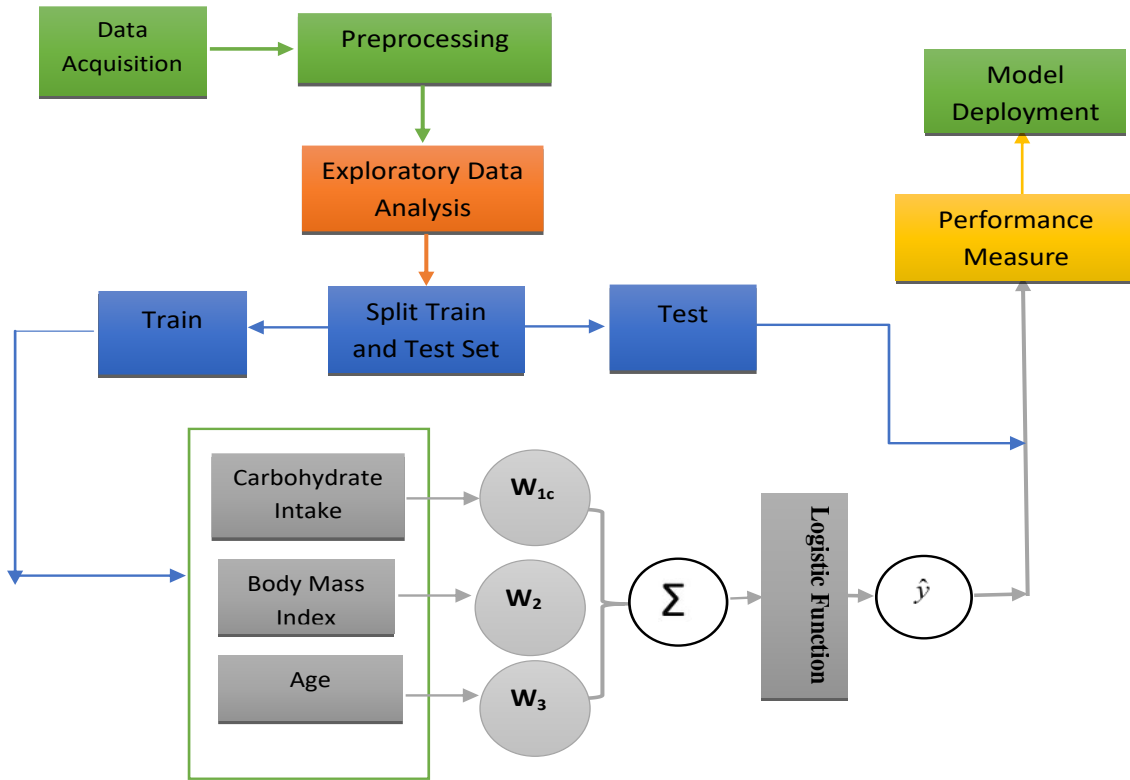 Data
Acquisition
Preprocessing
Model
Deployment
Exploratory Data
Analysis
Performance
Measure
Train
Split Train
and Test Set
Test
Carbohydrate
Intake
W1c
Body Mass
Index
W2
Age
W3
Σ
Logistic Function
ŷ